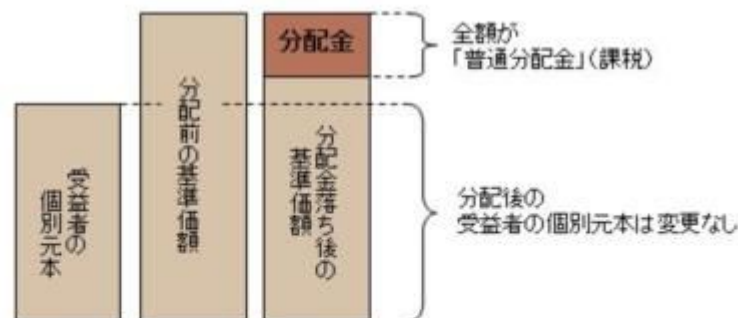 受益者の
個別元本
分配前の基準価額
分配金
分配金落ち後の
基準価額
全額が
「普通分配金」(課税)
分配後の
受益者の個別元本は変更なし